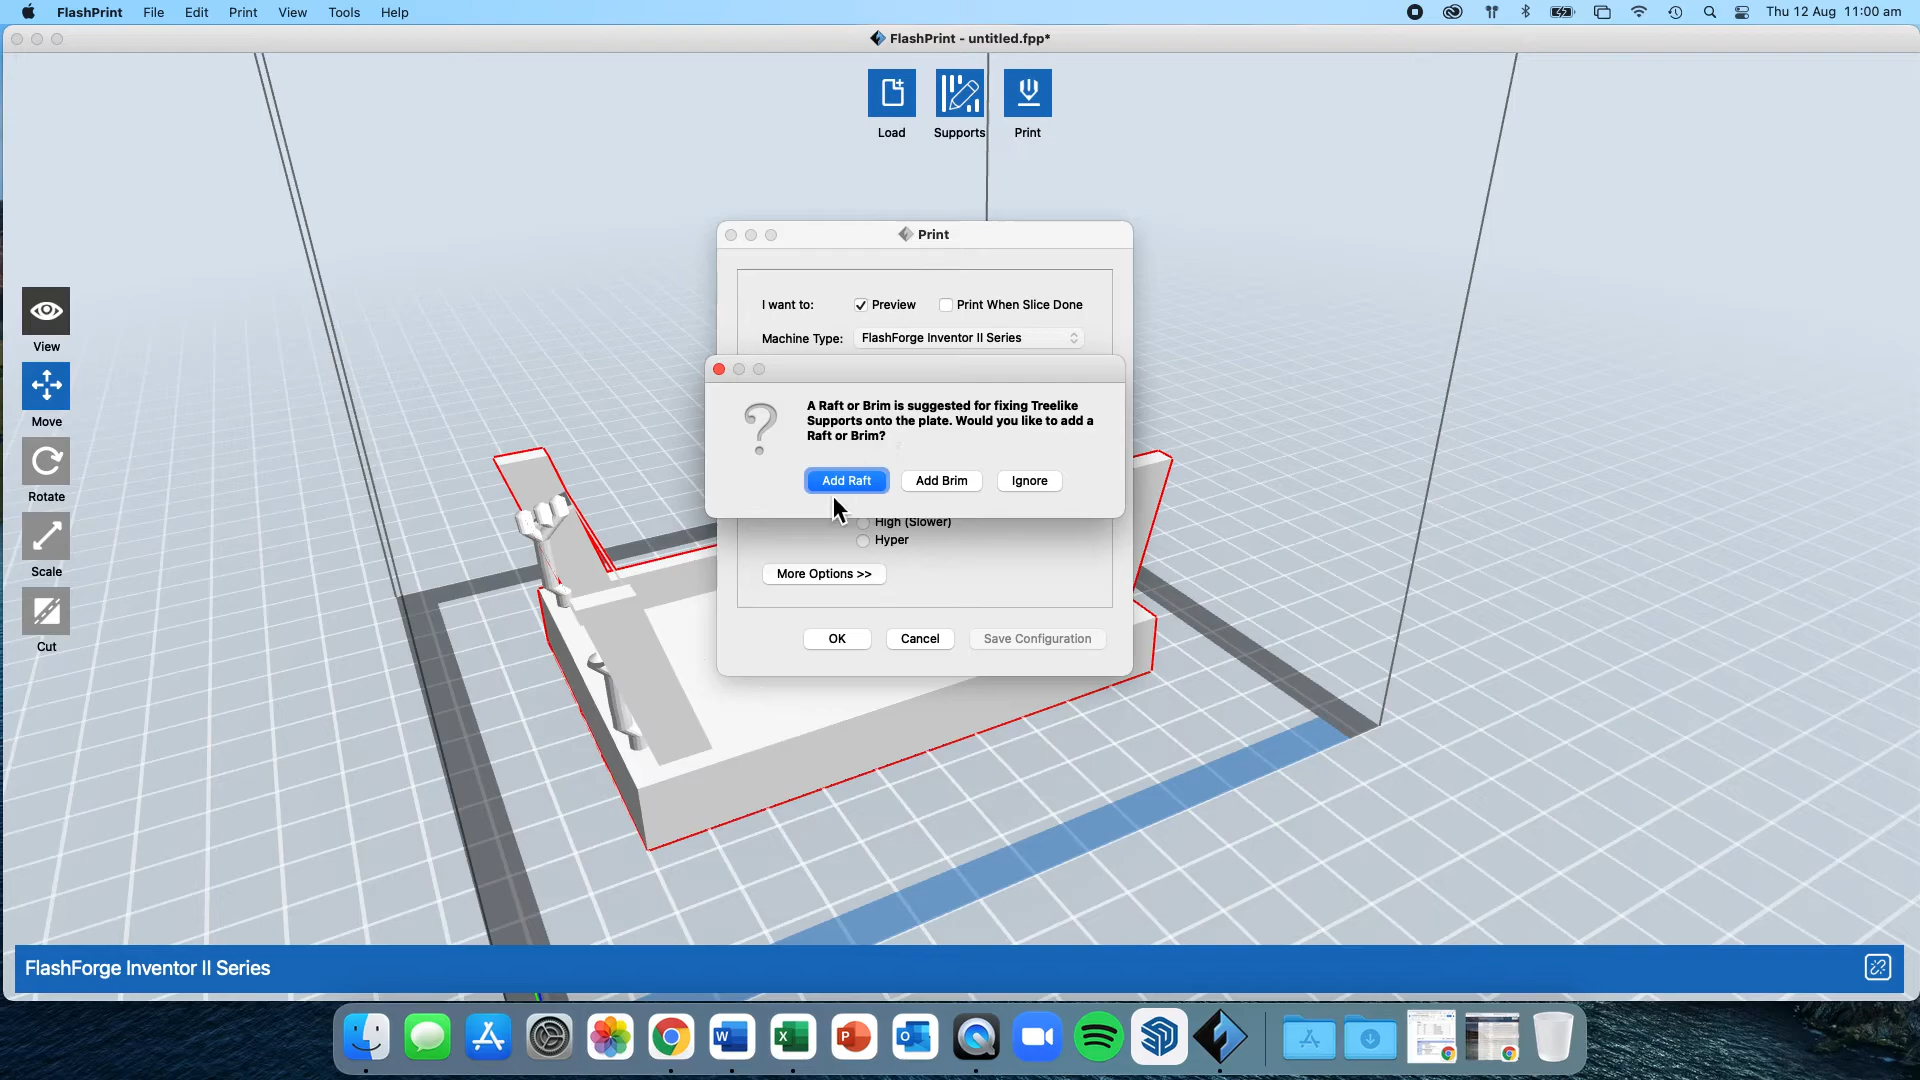 FlashPrint File Edit Print View Tools Help
Thu 12 Aug 11:00 am
FlashPrint - untitled.fpp*
Load Supports Print
Print
I want to: Preview Print When Slice Done
Machine Type: FlashForge Inventor II Series
A Raft or Brim is suggested for fixing Treelike
Supports onto the plate. Would you like to add a
Raft or Brim?
Add Raft Add Brim Ignore
High (Slower)
Hyper
More Options >>
OK Cancel Save Configuration
View
Move
Rotate
Scale
Cut
FlashForge Inventor II Series